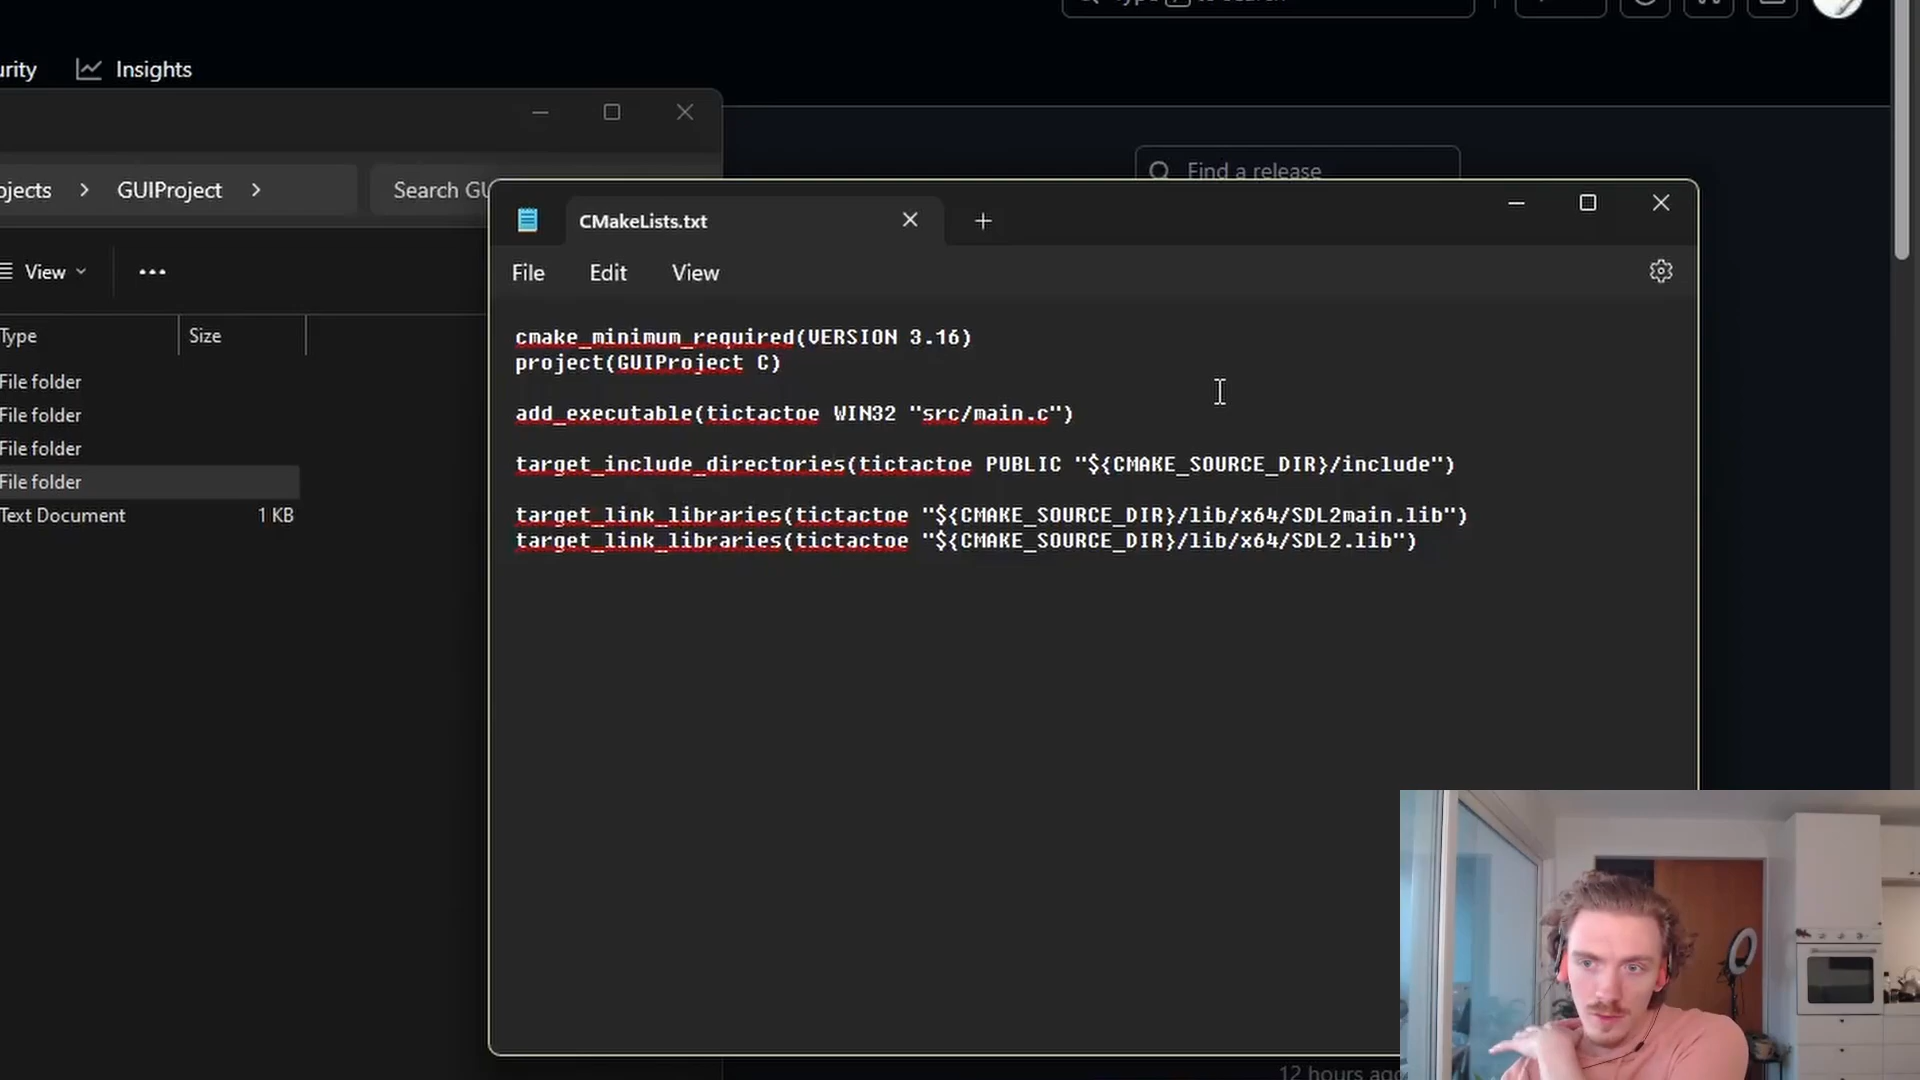 Insights
GUIProject
Search GU
Find a release
CMakeLists.txt
View
File Edit View
Type Size
File folder
File folder
File folder
File folder
Text Document 1 KB
cmake_minimum_required(VERSION 3.16)
project(GUIProject C)
add_executable(tictactoe WIN32 "src/main.c")
target_include_directories(tictactoe PUBLIC "${CMAKE_SOURCE_DIR}/include")
target_link_libraries(tictactoe "${CMAKE_SOURCE_DIR}/lib/x64/SDL2main.lib")
target_link_libraries(tictactoe "${CMAKE_SOURCE_DIR}/lib/x64/SDL2.lib")
12 hours ago